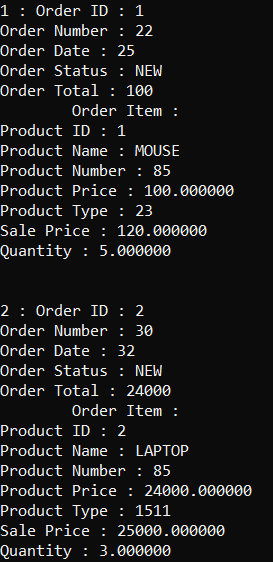 1 : Order ID : 1
Order Number : 22
Order Date : 25
Order Status : NEW
Order Total : 100
Order Item :
Product ID : 1
Product Name : MOUSE
Product Number : 85
Product Price : 100.000000
Product Type : 23
Sale Price : 120.000000
Quantity : 5.000000
2 : Order ID : 2
Order Number : 30
Order Date : 32
Order Status : NEW
Order Total : 24000
Order Item :
Product ID : 2
Product Name : LAPTOP
Product Number : 85
Product Price : 24000.000000
Product Type : 1511
Sale Price : 25000.000000
Quantity : 3.000000